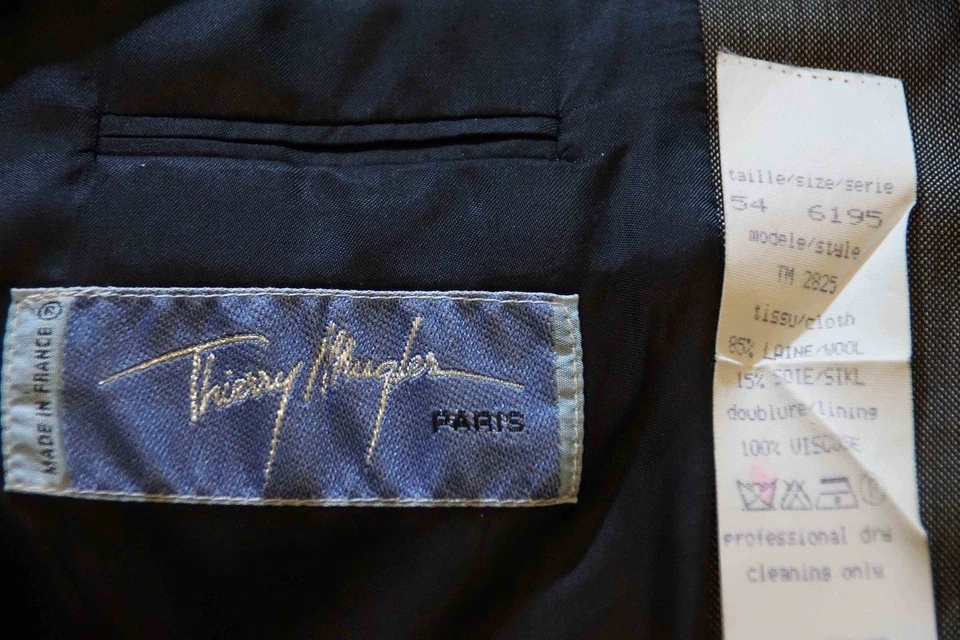 MADE IN FRANCE
Thierry Mugler
PARIS
taille/size/serie
54 6195
modele/style
TM 2825
tissu/cloth
85% LAINE/WOOL
15% SOIE/SIKL
doublure/lining
100% VISCOSE
professional dry
cleaning only